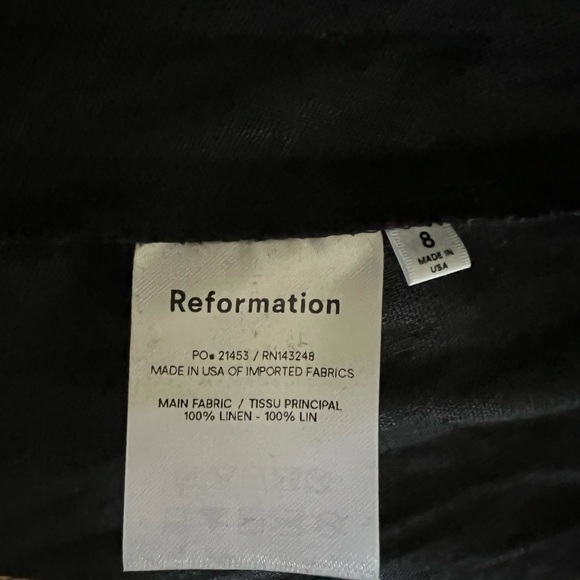 8
MADE IN
USA
Reformation
PO# 21453 / RN143248
MADE IN USA OF IMPORTED FABRICS
MAIN FABRIC / TISSU PRINCIPAL
100% LINEN - 100% LIN